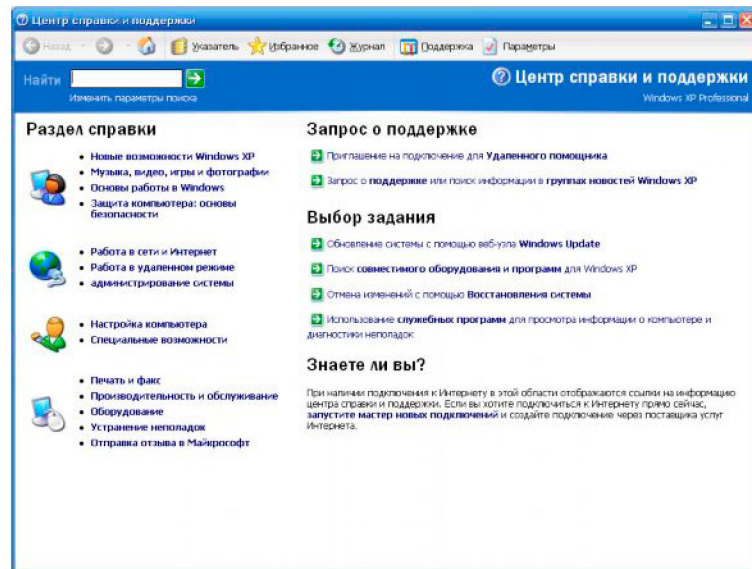 Центр справки и поддержки
Назад Указатель Избранное Журнал Поддержка Параметры
Найти
Изменить параметры поиска
Центр справки и поддержки
Windows XP Professional
Раздел справки
Новые возможности Windows XP
Музыка, видео, игры и фотографии
Основы работы в Windows
Защита компьютера: основы
безопасности
Работа в сети и Интернет
Работа в удаленном режиме
администрирование системы
Настройка компьютера
Специальные возможности
Печать и факс
Производительность и обслуживание
Оборудование
Устранение неполадок
Отправка отзыва в Майкрософт
Запрос о поддержке
Приглашение на подключение для Удаленного помощника
Запрос о поддержке или поиск информации в группах новостей Windows XP
Выбор задания
Обновление системы с помощью веб-узла Windows Update
Поиск совместимого оборудования и программ для Windows XP
Отмена изменений с помощью Восстановления системы
Использование служебных программ для просмотра информации о компьютере и
диагностики неполадок
Знаете ли вы?
При наличии подключения к Интернету в этой области отображаются ссылки на информацию
центра справки и поддержки. Если вы хотите подключиться к Интернету прямо сейчас,
запустите мастер новых подключений и создайте подключение через поставщика услуг
Интернета.